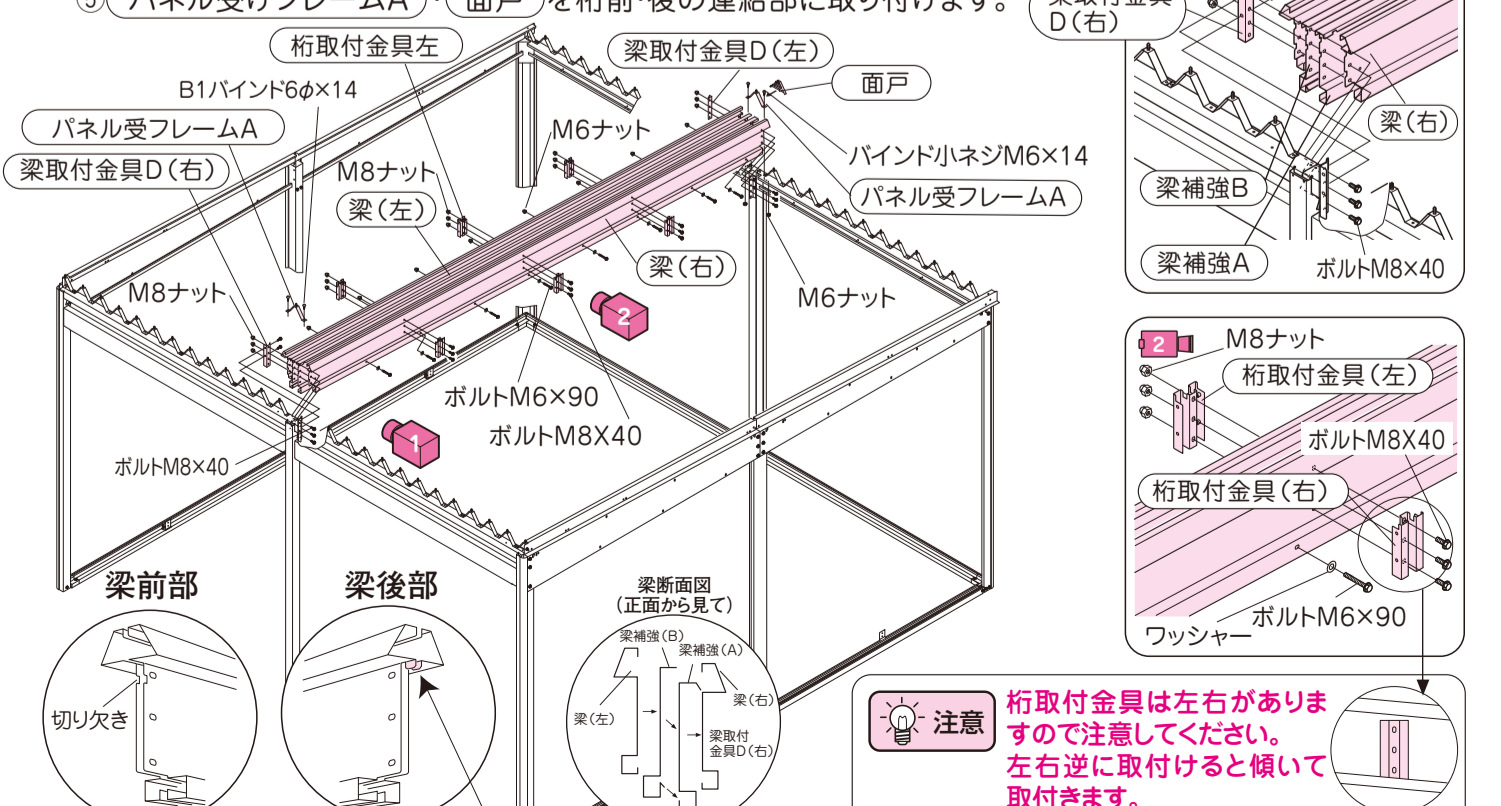 ⑤ パネル受けフレームA・面戸 を桁前・後の連結部に取り付けます。
梁取付金具
D(右)
桁取付金具左
梁取付金具D(左)
面戸
B1バインド6φ×14
パネル受フレームA
M6ナット
梁取付金具D(右)
M8ナット
梁(左)
バインド小ネジM6×14
パネル受フレームA
梁(右)
M8ナット
M6ナット
2
ボルトM6×90
ボルトM8X40
1
ボルトM8×40
梁(右)
梁補強B
梁補強A
ボルトM8×40
2
M8ナット
桁取付金具(左)
ボルトM8X40
桁取付金具(右)
ボルトM6×90
ワッシャー
梁前部
切り欠き
梁後部
梁断面図
(正面から見て)
梁補強(B)
梁補強(A)
梁(左)
梁(右)
梁取付
金具D(右)
注意
桁取付金具は左右がありま
すので注意してください。
左右逆に取付けると傾いて
取付きます。